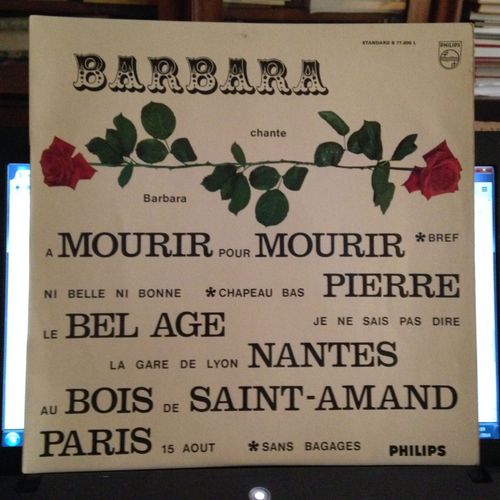 STANDARD B 77.806 L
PHILIPS
BARBARA
chante
Barbara
A MOURIR POUR MOURIR *BREF
NI BELLE NI BONNE *CHAPEAU BAS PIERRE
LE BEL AGE JE NE SAIS PAS DIRE
LA GARE DE LYON NANTES
AU BOIS DE SAINT-AMAND
PARIS 15 AOUT *SANS BAGAGES PHILIPS